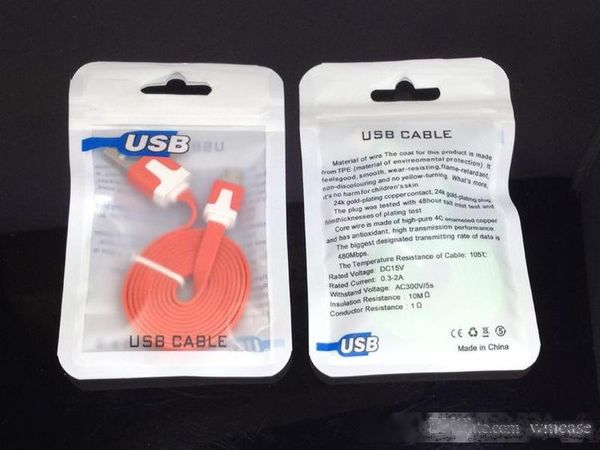 USB
USB CABLE
USB CABLE
Material of wire The coat for this product is made
from TPE (material of enviromental protection). It
feelsgood, smooth, wear-resisting, flame-retardant,
non-discolouring and no yellow-turning. What's more,
it's no harm for children'skin.
24k gold-plating coppercontact, 24k gold-plating plug,
The plug was tested with 48hour salt mist test and
filmthicknesses of plating test
Core wire is made of high-pure 4C enameled copper
and has antioxidant, high transmission performance
The biggest designated transmitting rate of data is
480Mbps.
The Temperature Resistance of Cable: 105℃
Rated Voltage: DC15V
Rated Current: 0.3-2A
Withstand Voltage: AC300V/5s
Insulation Resistance: 10MΩ
Conductor Resistance: 1Ω
CE
Made in China
USB
wmcase